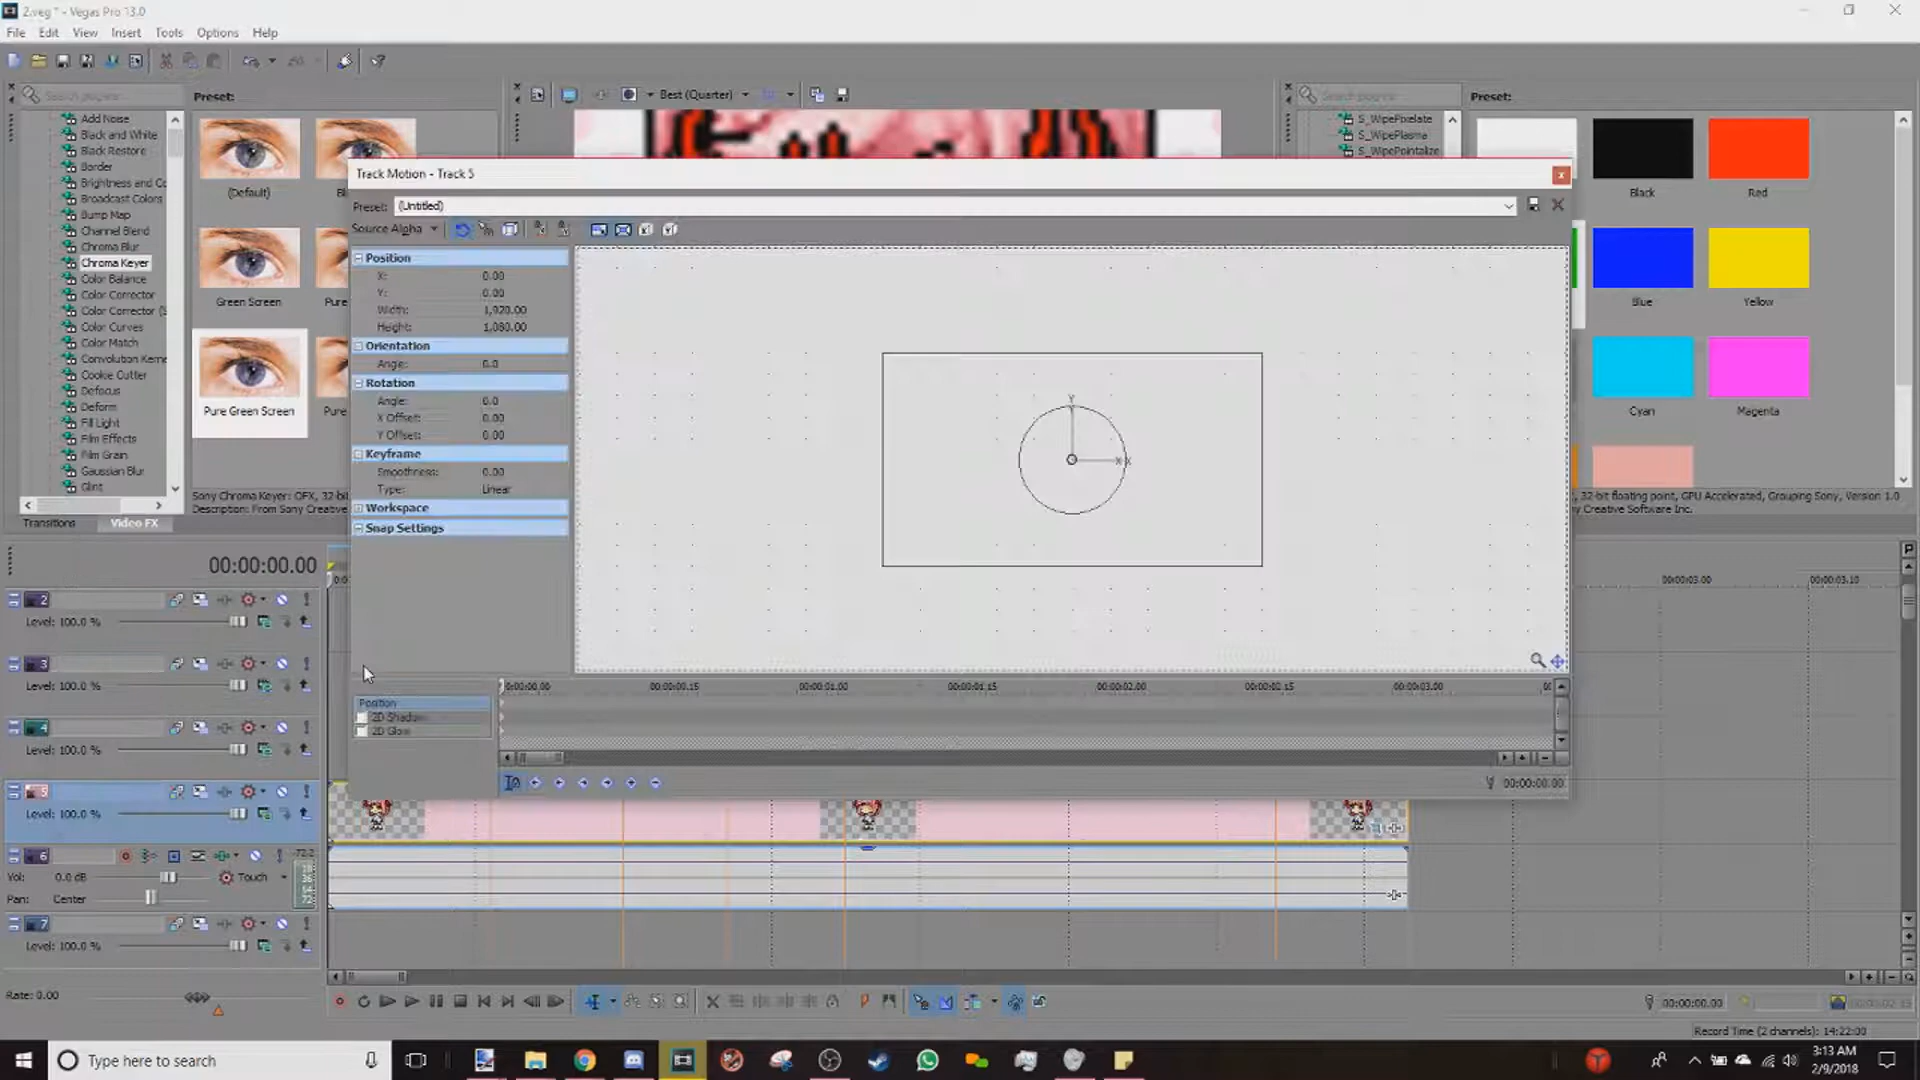 2.veg * - Vegas Pro 13.0
File Edit View Insert Tools Options Help
Search plug-ins
Preset:
Best (Quarter)
Preset:
Add Noise
Black and White
Black Restore
Border
Brightness and Co
Broadcast Colors
Bump Map
Channel Blend
Chroma Blur
Chroma Keyer
Color Balance
Color Corrector
Color Corrector (S
Color Curves
Color Match
Convolution Kerne
Cookie Cutter
Defocus
Deform
Fill Light
Film Effects
Film Grain
Gaussian Blur
Glint
(Default)
Green Screen
Pure Green Screen
Sony Chroma Keyer: OFX, 32-bit
Description: From Sony Creative
Transitions Video FX
Track Motion - Track 5
Preset: (Untitled)
Source Alpha
Position
X: 0.00
Y: 0.00
Width: 1,920.00
Height: 1,080.00
Orientation
Angle: 0.0
Rotation
Angle: 0.0
X Offset: 0.00
Y Offset: 0.00
Keyframe
Smoothness: 0.00
Type: Linear
Workspace
Snap Settings
Y
X X
Position
2D Shadow
2D Glow
0:00:00.00 00:00:00.15 00:00:01.00 00:00:01.15 00:00:02.00 00:00:02.15 00:00:03.00
00:00:00.00
S_WipePixelate
S_WipePlasma
S_WipePointalize
Black
Red
Blue
Yellow
Cyan
Magenta
, 32-bit floating point, GPU Accelerated, Grouping Sony, Version 1.0
y Creative Software Inc.
00:00:00.00
00:00:03.00 00:00:03.10
2
Level: 100.0 %
3
Level: 100.0 %
4
Level: 100.0 %
5
Level: 100.0 %
6
Vol: 0.0 dB Touch
Pan: Center
7
Level: 100.0 %
Rate: 0.00
00:00:00.00
Record Time (2 channels): 14:22:00
Type here to search
3:13 AM
2/9/2018